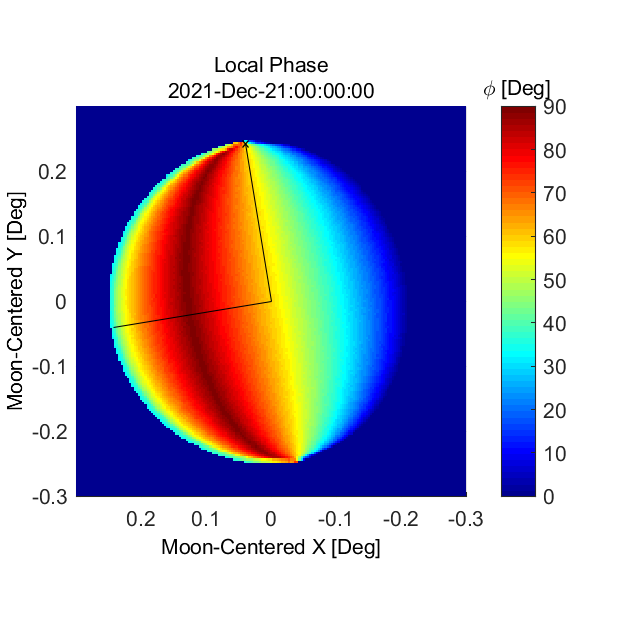 Local Phase
2021-Dec-21:00:00:00:00
ϕ [Deg]
Moon-Centered Y [Deg]
0.2
0.1
0
-0.1
-0.2
-0.3
0.2 0.1 0 -0.1 -0.2 -0.3
Moon-Centered X [Deg]
90
80
70
60
50
40
30
20
10
0